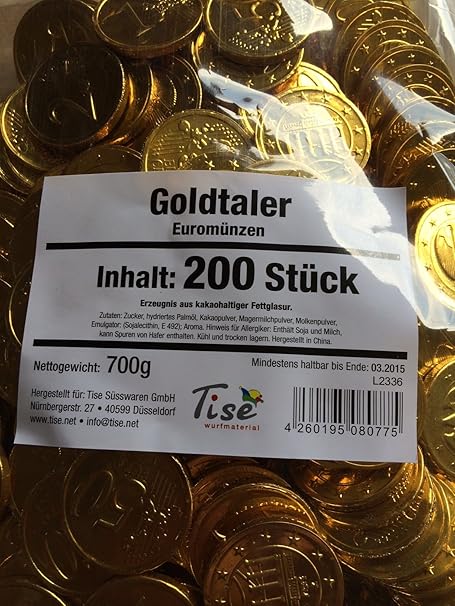 Goldtaler
Euromünzen
Inhalt: 200 Stück
Erzeugnis aus kakaohaltiger Fettglasur.
Zutaten: Zucker, hydriertes Palmöl, Kakaopulver, Magermilchpulver, Molkenpulver,
Emulgator: (Sojalecithin, E 492); Aroma. Hinweis für Allergiker: Enthält Soja und Milch,
kann Spuren von Hafer enthalten. Kühl und trocken lagern. Hergestellt in China.
Nettogewicht: 700g
Mindestens haltbar bis Ende: 03.2015
L2336
Hergestellt für: Tise Süsswaren GmbH
Nürnbergerstr. 27 • 40599 Düsseldorf
www.tise.net • info@tise.net
Tise
wurfmaterial
4 260195 080775
2
50